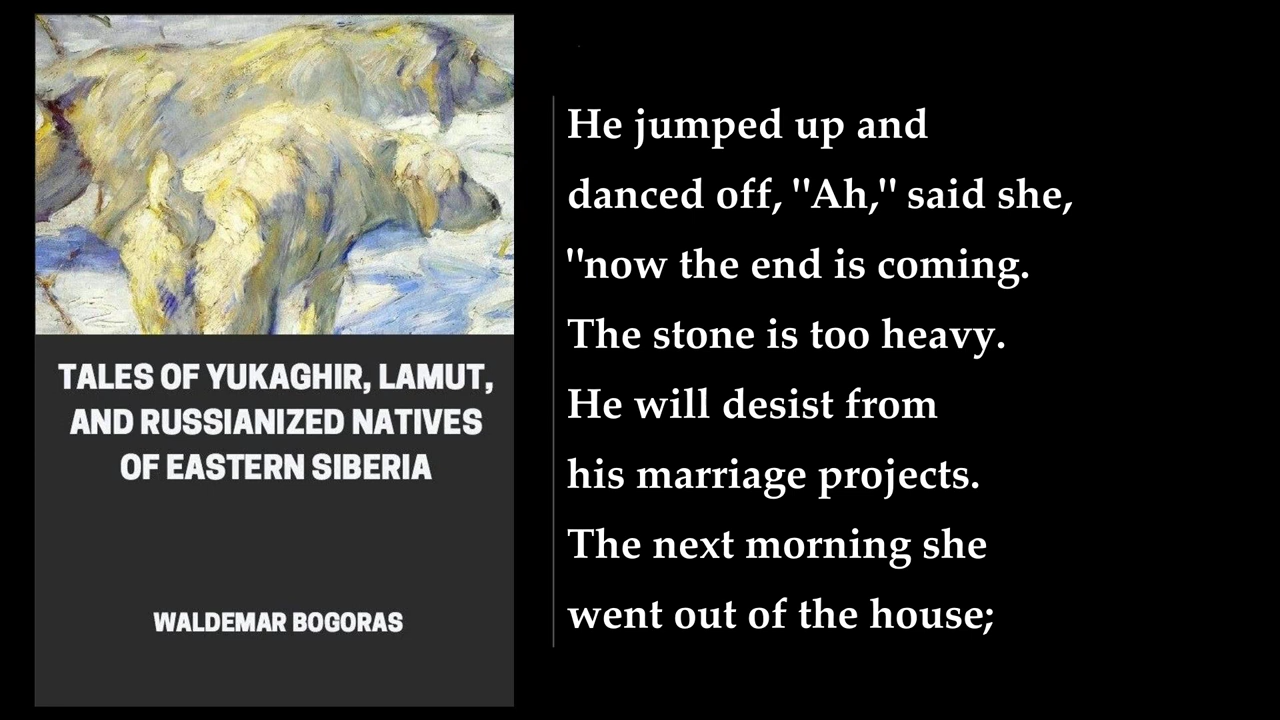 TALES OF YUKAGHIR, LAMUT,
AND RUSSIANIZED NATIVES
OF EASTERN SIBERIA
WALDEMAR BOGORAS
He jumped up and
danced off, "Ah," said she,
"now the end is coming.
The stone is too heavy.
He will desist from
his marriage projects.
The next morning she
went out of the house;